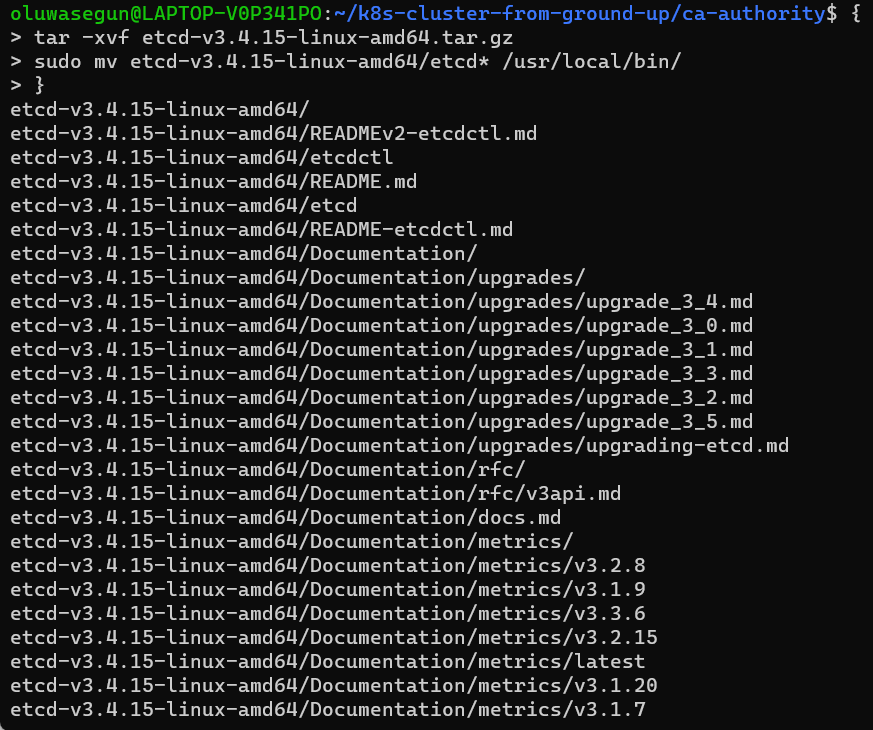 oluwasegun@LAPTOP-V0P341PO:~/k8s-cluster-from-ground-up/ca-authority$ {
> tar -xvf etcd-v3.4.15-linux-amd64.tar.gz
> sudo mv etcd-v3.4.15-linux-amd64/etcd* /usr/local/bin/
> }
etcd-v3.4.15-linux-amd64/
etcd-v3.4.15-linux-amd64/READMEv2-etcdctl.md
etcd-v3.4.15-linux-amd64/etcdctl
etcd-v3.4.15-linux-amd64/README.md
etcd-v3.4.15-linux-amd64/etcd
etcd-v3.4.15-linux-amd64/README-etcdctl.md
etcd-v3.4.15-linux-amd64/Documentation/
etcd-v3.4.15-linux-amd64/Documentation/upgrades/
etcd-v3.4.15-linux-amd64/Documentation/upgrades/upgrade_3_4.md
etcd-v3.4.15-linux-amd64/Documentation/upgrades/upgrade_3_0.md
etcd-v3.4.15-linux-amd64/Documentation/upgrades/upgrade_3_1.md
etcd-v3.4.15-linux-amd64/Documentation/upgrades/upgrade_3_3.md
etcd-v3.4.15-linux-amd64/Documentation/upgrades/upgrade_3_2.md
etcd-v3.4.15-linux-amd64/Documentation/upgrades/upgrade_3_5.md
etcd-v3.4.15-linux-amd64/Documentation/upgrades/upgrading-etcd.md
etcd-v3.4.15-linux-amd64/Documentation/rfc/
etcd-v3.4.15-linux-amd64/Documentation/rfc/v3api.md
etcd-v3.4.15-linux-amd64/Documentation/docs.md
etcd-v3.4.15-linux-amd64/Documentation/metrics/
etcd-v3.4.15-linux-amd64/Documentation/metrics/v3.2.8
etcd-v3.4.15-linux-amd64/Documentation/metrics/v3.1.9
etcd-v3.4.15-linux-amd64/Documentation/metrics/v3.3.6
etcd-v3.4.15-linux-amd64/Documentation/metrics/v3.2.15
etcd-v3.4.15-linux-amd64/Documentation/metrics/latest
etcd-v3.4.15-linux-amd64/Documentation/metrics/v3.1.20
etcd-v3.4.15-linux-amd64/Documentation/metrics/v3.1.7